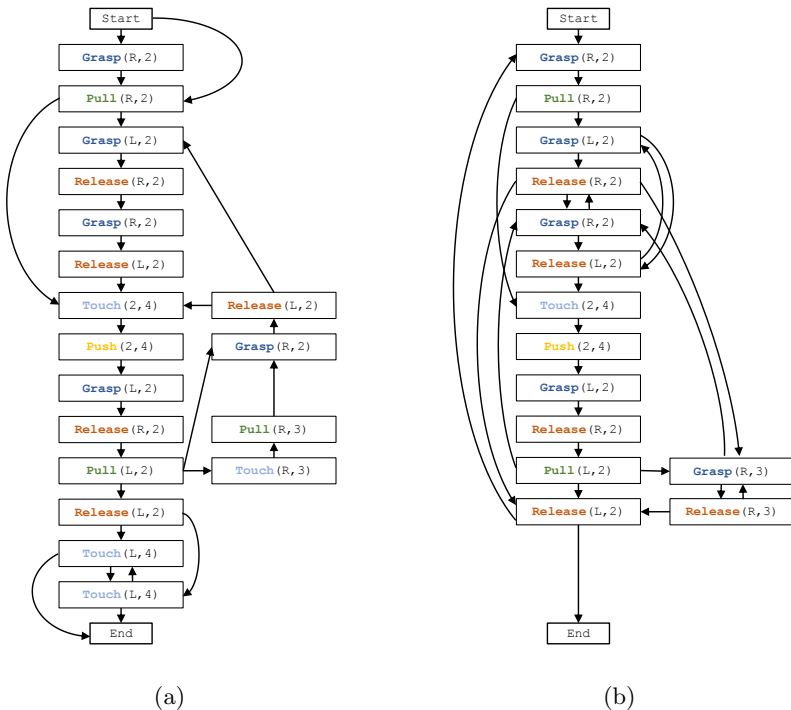 Start
Grasp(R,2)
Pull(R,2)
Grasp(L,2)
Release(R,2)
Grasp(R,2)
Release(L,2)
Touch(2,4)
Push(2,4)
Grasp(L,2)
Release(R,2)
Pull(L,2)
Release(L,2)
Touch(L,4)
Touch(L,4)
End
Release(L,2)
Grasp(R,2)
Pull(R,3)
Touch(R,3)
(a)
Start
Grasp(R,2)
Pull(R,2)
Grasp(L,2)
Release(R,2)
Grasp(R,2)
Release(L,2)
Touch(2,4)
Push(2,4)
Grasp(L,2)
Release(R,2)
Pull(L,2)
Release(L,2)
End
Grasp(R,3)
Release(R,3)
(b)